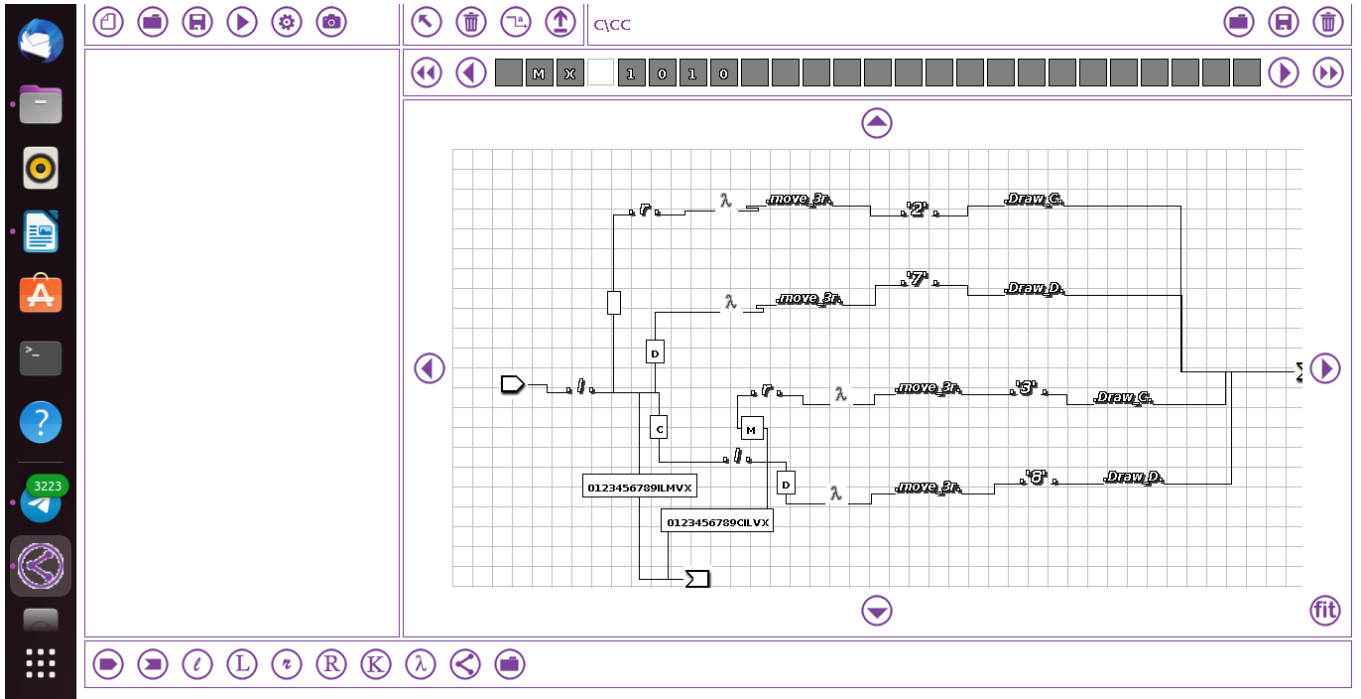 C\CC
M X 1 0 1 0
. r . λ .move_3r. .'2'. .Draw_C.
λ .move_3r. .'7'. .Draw_D.
D
. l . . r . λ .move_3r. .'3'. .Draw_C.
C M
. l .
0123456789ILMVX D λ .move_3r. .'8'. .Draw_D.
0123456789CILVX
3223
fit
l L r R K λ